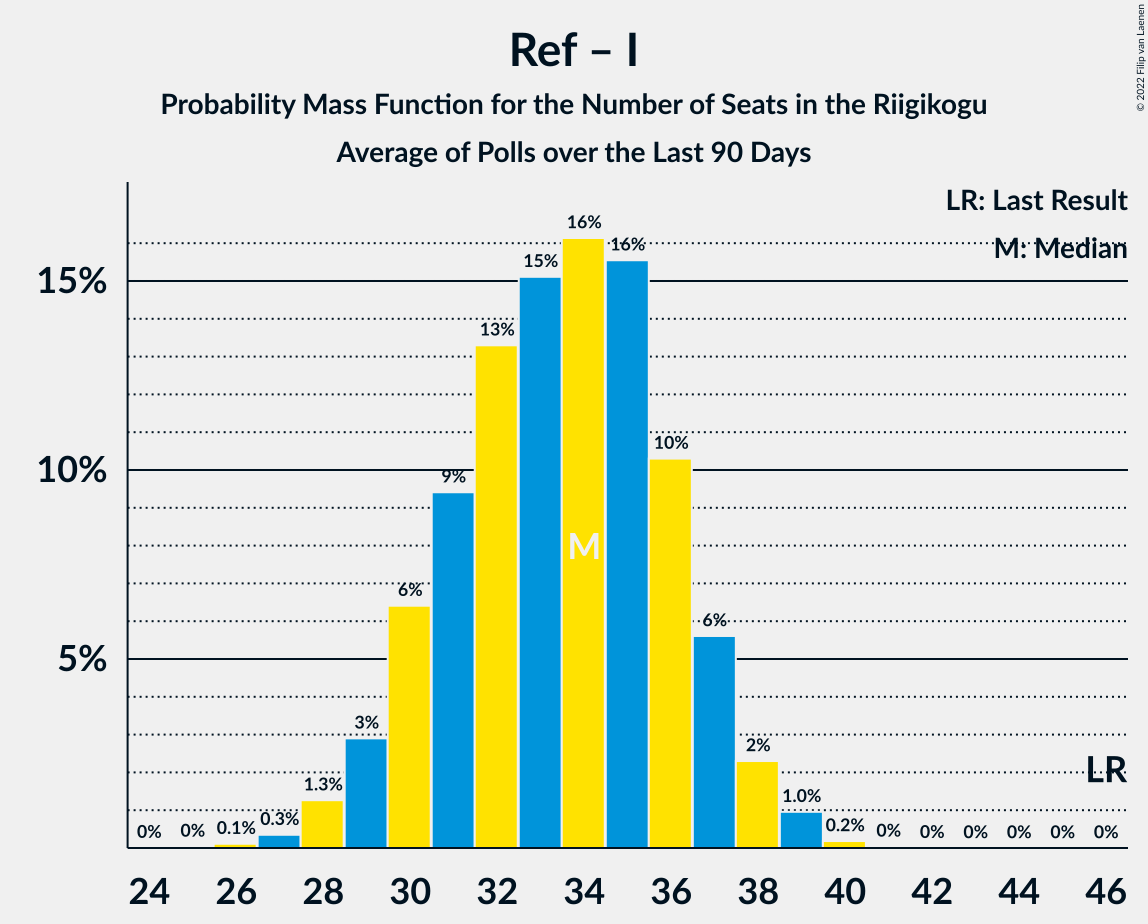 Ref – I
Probability Mass Function for the Number of Seats in the Riigikogu
Average of Polls over the Last 90 Days
© 2022 Filip van Laenen
LR: Last Result
M: Median
15%
10%
5%
0%
0%
0.1%
0.3%
1.3%
3%
6%
9%
13%
15%
16%
16%
10%
6%
2%
1.0%
0.2%
0%
0%
0%
0%
0%
0%
M
LR
24 26 28 30 32 34 36 38 40 42 44 46